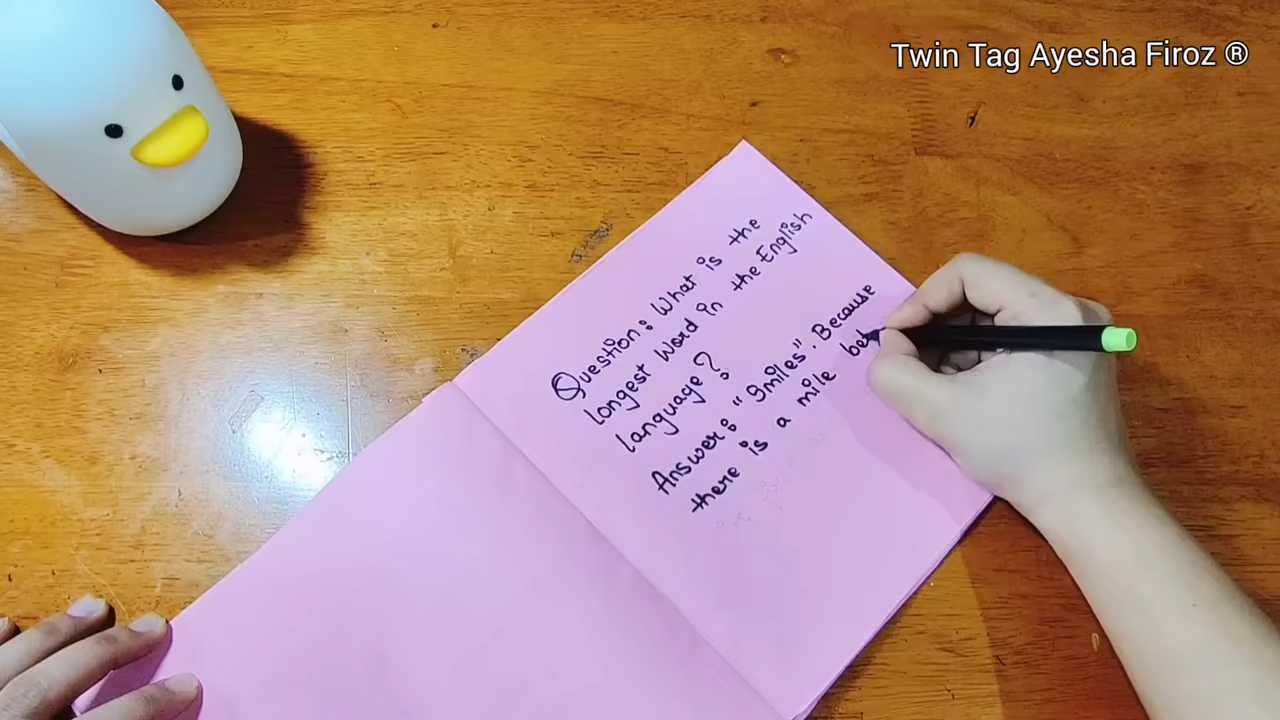 Twin Tag Ayesha Firoz ®
Question: What is the
longest Word in the English
language?
Answer: "Smiles". Because
there is a mile bet